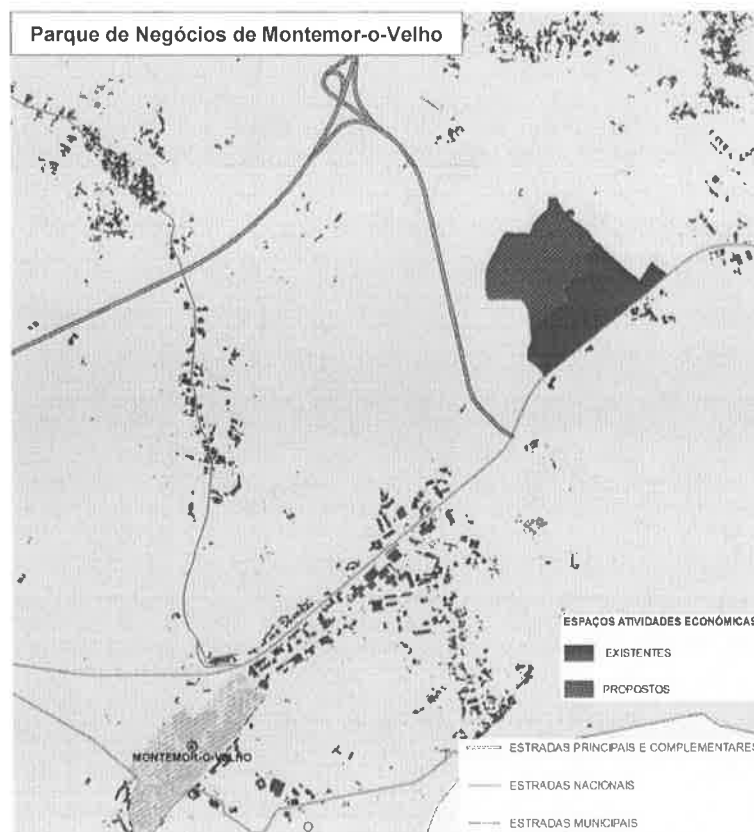 Parque de Negócios de Montemor-o-Velho
ESPAÇOS ATIVIDADES ECONÓMICAS
EXISTENTES
PROPOSTOS
MONTEMOR-O-VELHO
ESTRADAS PRINCIPAIS E COMPLEMENTARES
ESTRADAS NACIONAIS
ESTRADAS MUNICIPAIS